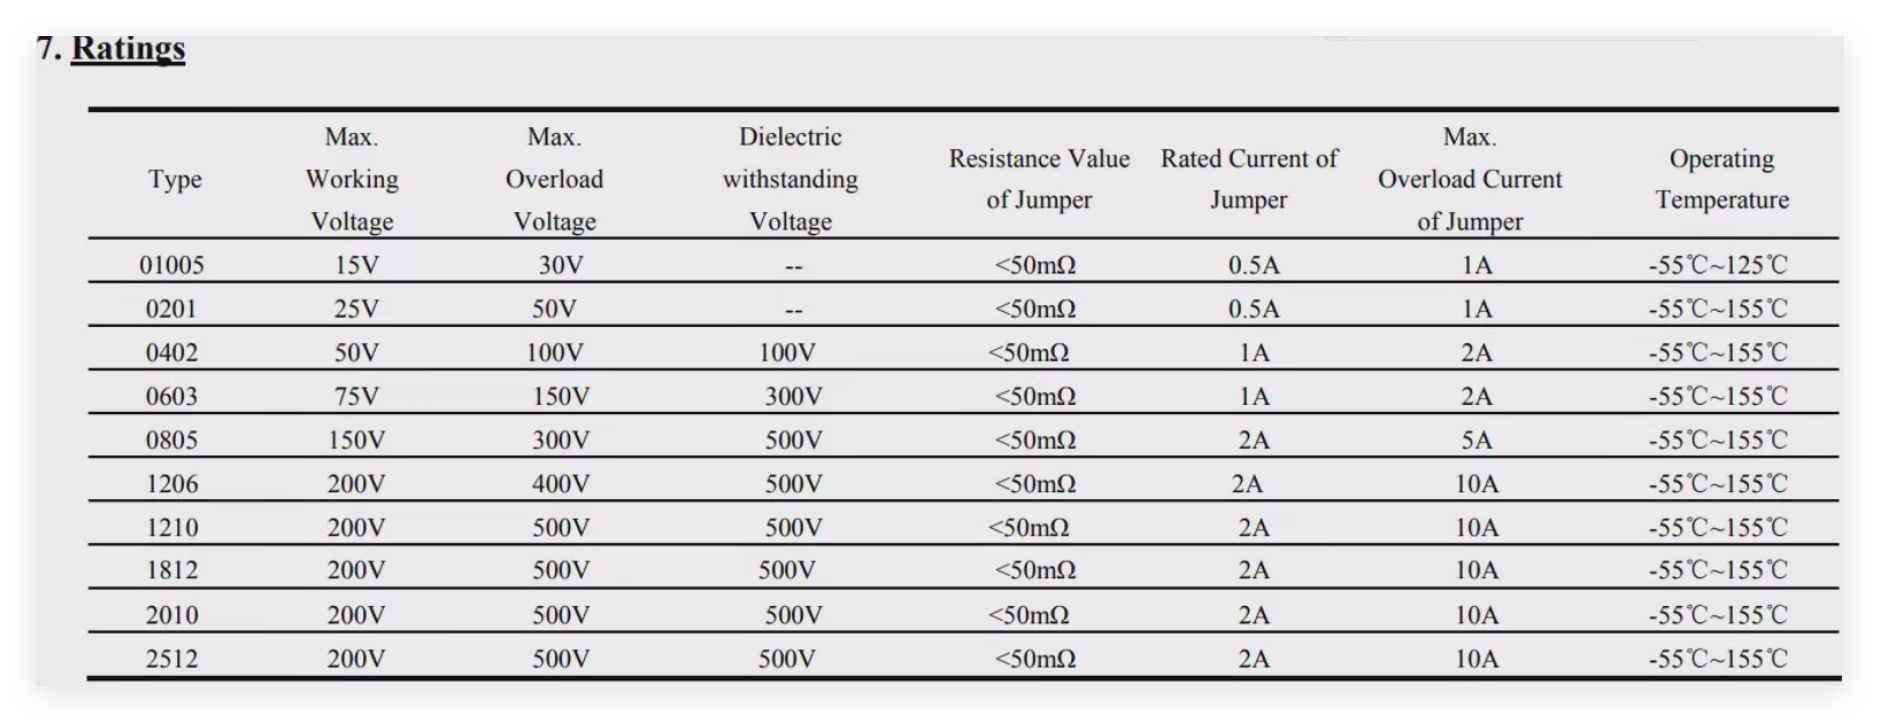 7. Ratings
Type Max. Working Voltage Max. Overload Voltage Dielectric withstanding Voltage Resistance Value of Jumper Rated Current of Jumper Max. Overload Current of Jumper Operating Temperature
01005 15V 30V -- <50mΩ 0.5A 1A -55℃~125℃
0201 25V 50V -- <50mΩ 0.5A 1A -55℃~155℃
0402 50V 100V 100V <50mΩ 1A 2A -55℃~155℃
0603 75V 150V 300V <50mΩ 1A 2A -55℃~155℃
0805 150V 300V 500V <50mΩ 2A 5A -55℃~155℃
1206 200V 400V 500V <50mΩ 2A 10A -55℃~155℃
1210 200V 500V 500V <50mΩ 2A 10A -55℃~155℃
1812 200V 500V 500V <50mΩ 2A 10A -55℃~155℃
2010 200V 500V 500V <50mΩ 2A 10A -55℃~155℃
2512 200V 500V 500V <50mΩ 2A 10A -55℃~155℃